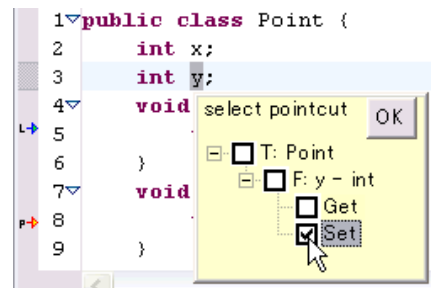 1 public class Point {
2 int x;
3 int y;
4 void
5
6 }
7 void
8
9 }
select pointcut OK
T: Point
F: y - int
Get
Set
L
P